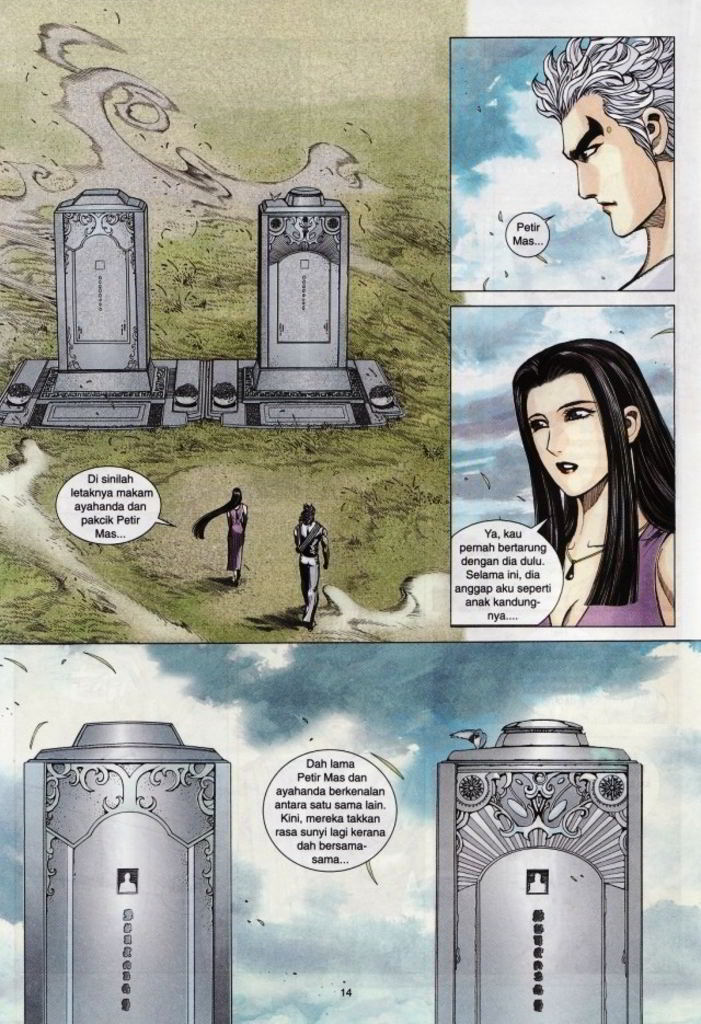 Petir
Mas...
Di sinilah
letaknya makam
ayahanda dan
pakcik Petir
Mas...
Ya, kau
pernah bertarung
dengan dia dulu.
Selama ini, dia
anggap aku seperti
anak kandung-
nya....
Dah lama
Petir Mas dan
ayahanda berkenalan
antara satu sama lain.
Kini, mereka takkan
rasa sunyi lagi kerana
dah bersama-
sama...
14